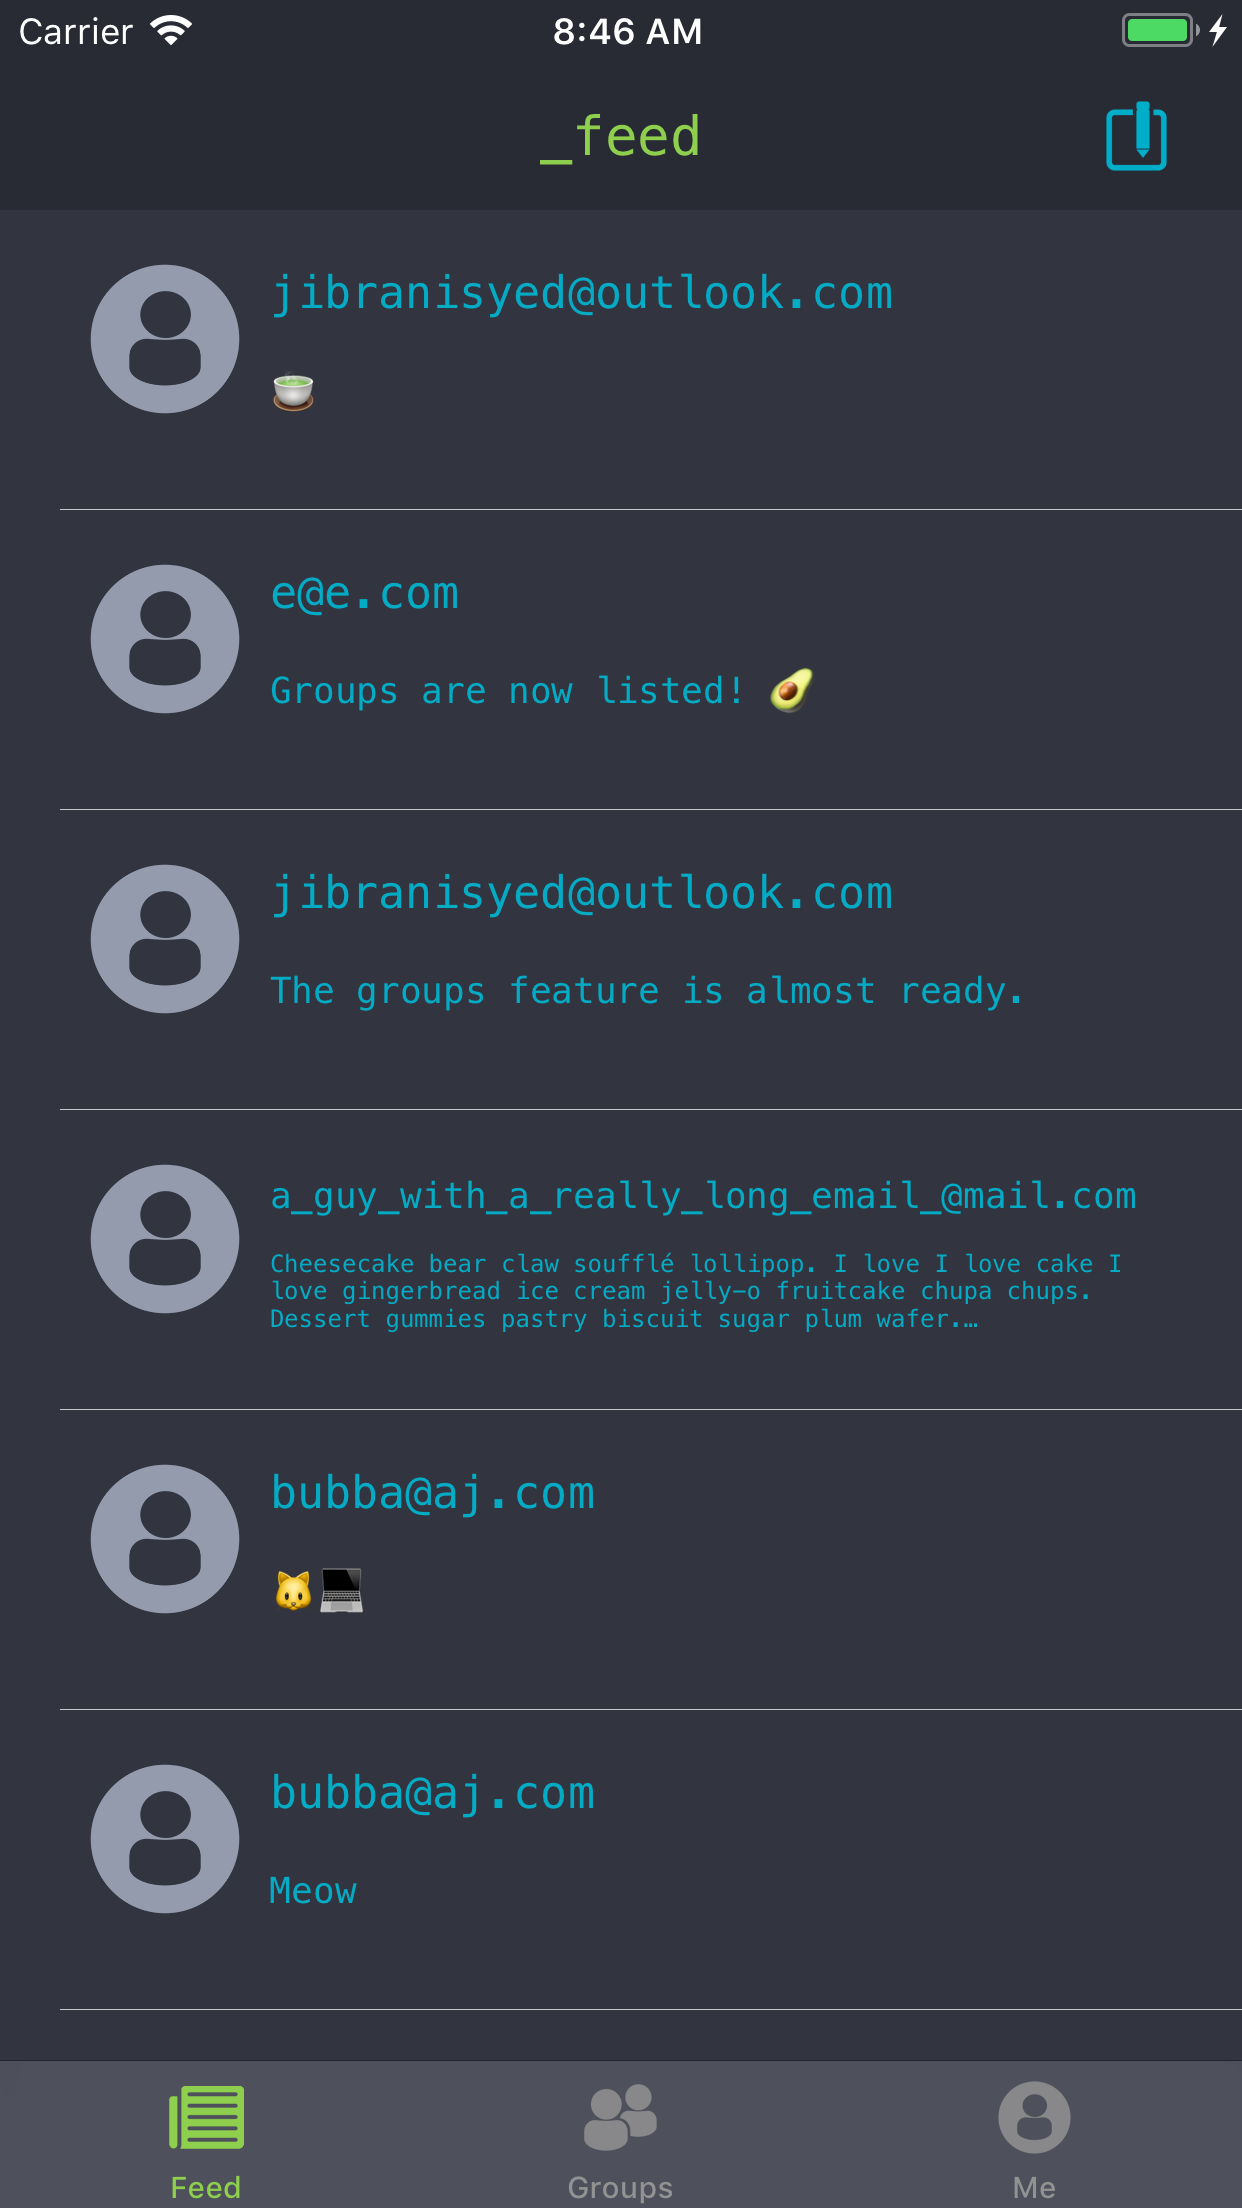 Carrier 8:46 AM
_feed
jibranisyed@outlook.com
🍵
e@e.com
Groups are now listed! 🥑
jibranisyed@outlook.com
The groups feature is almost ready.
a_guy_with_a_really_long_email_@mail.com
Cheesecake bear claw soufflé lollipop. I love I love cake I
love gingerbread ice cream jelly-o fruitcake chupa chups.
Dessert gummies pastry biscuit sugar plum wafer.…
bubba@aj.com
🐱💻
bubba@aj.com
Meow
Feed Groups Me